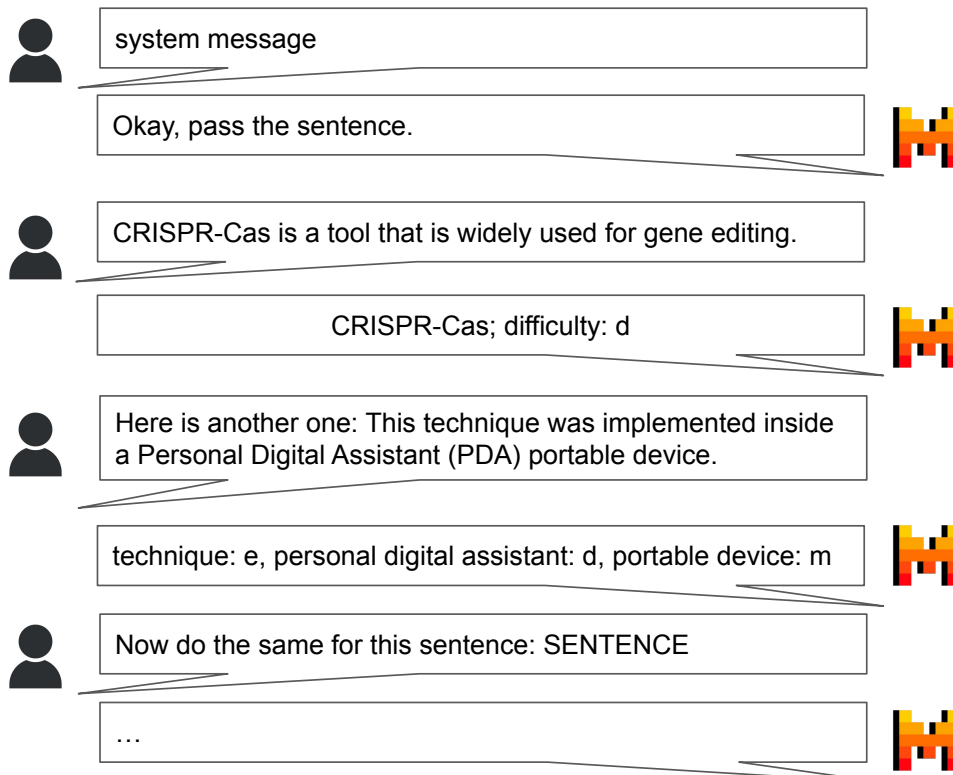 system message
Okay, pass the sentence.
CRISPR-Cas is a tool that is widely used for gene editing.
CRISPR-Cas; difficulty: d
Here is another one: This technique was implemented inside
a Personal Digital Assistant (PDA) portable device.
technique: e, personal digital assistant: d, portable device: m
Now do the same for this sentence: SENTENCE
…